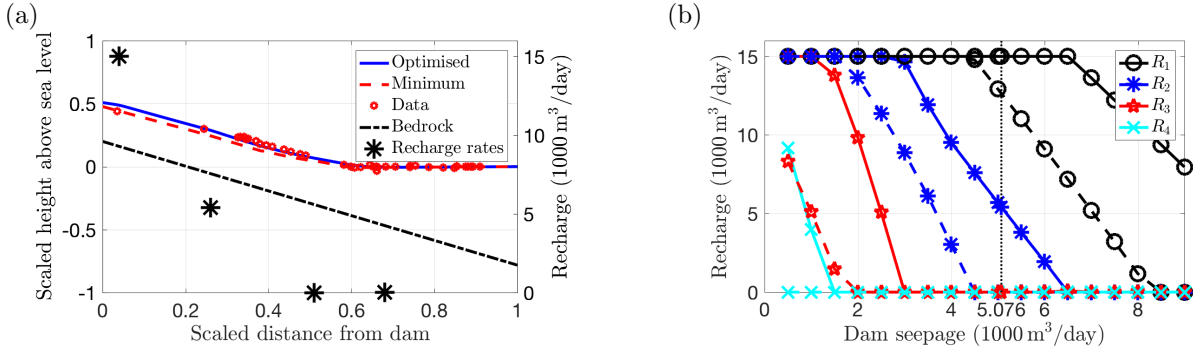 (a)
Scaled height above sea level
1
0.5
0
-0.5
-1
0
0.2
0.4
0.6
0.8
1
Scaled distance from dam
15
10
5
0
Recharge (1000 m³/day)
Optimised
Minimum
Data
Bedrock
Recharge rates
(b)
Recharge (1000 m³/day)
15
10
5
0
0
2
4
5.076
6
8
Dam seepage (1000 m³/day)
R₁
R₂
R₃
R₄